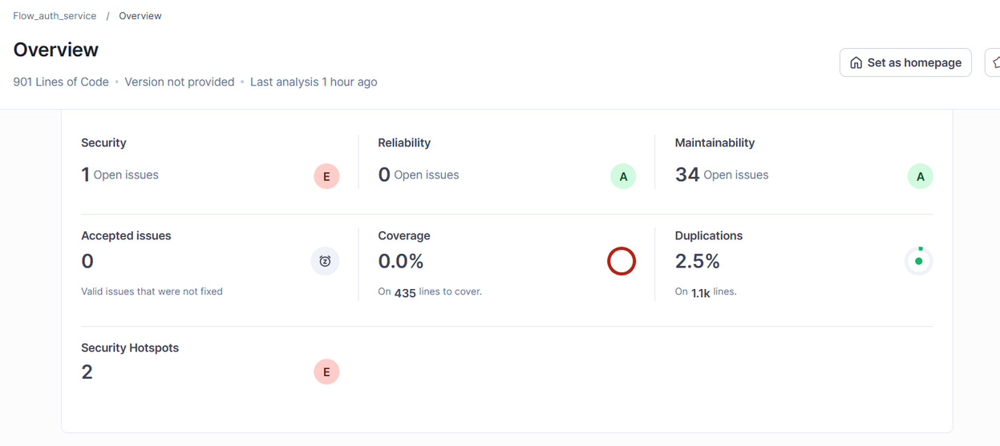 Flow_auth_service / Overview
Overview
Set as homepage
901 Lines of Code • Version not provided • Last analysis 1 hour ago
Security
1 Open issues
E
Reliability
0 Open issues
A
Maintainability
34 Open issues
A
Accepted issues
0
Valid issues that were not fixed
Coverage
0.0%
On 435 lines to cover.
Duplications
2.5%
On 1.1k lines.
Security Hotspots
2
E